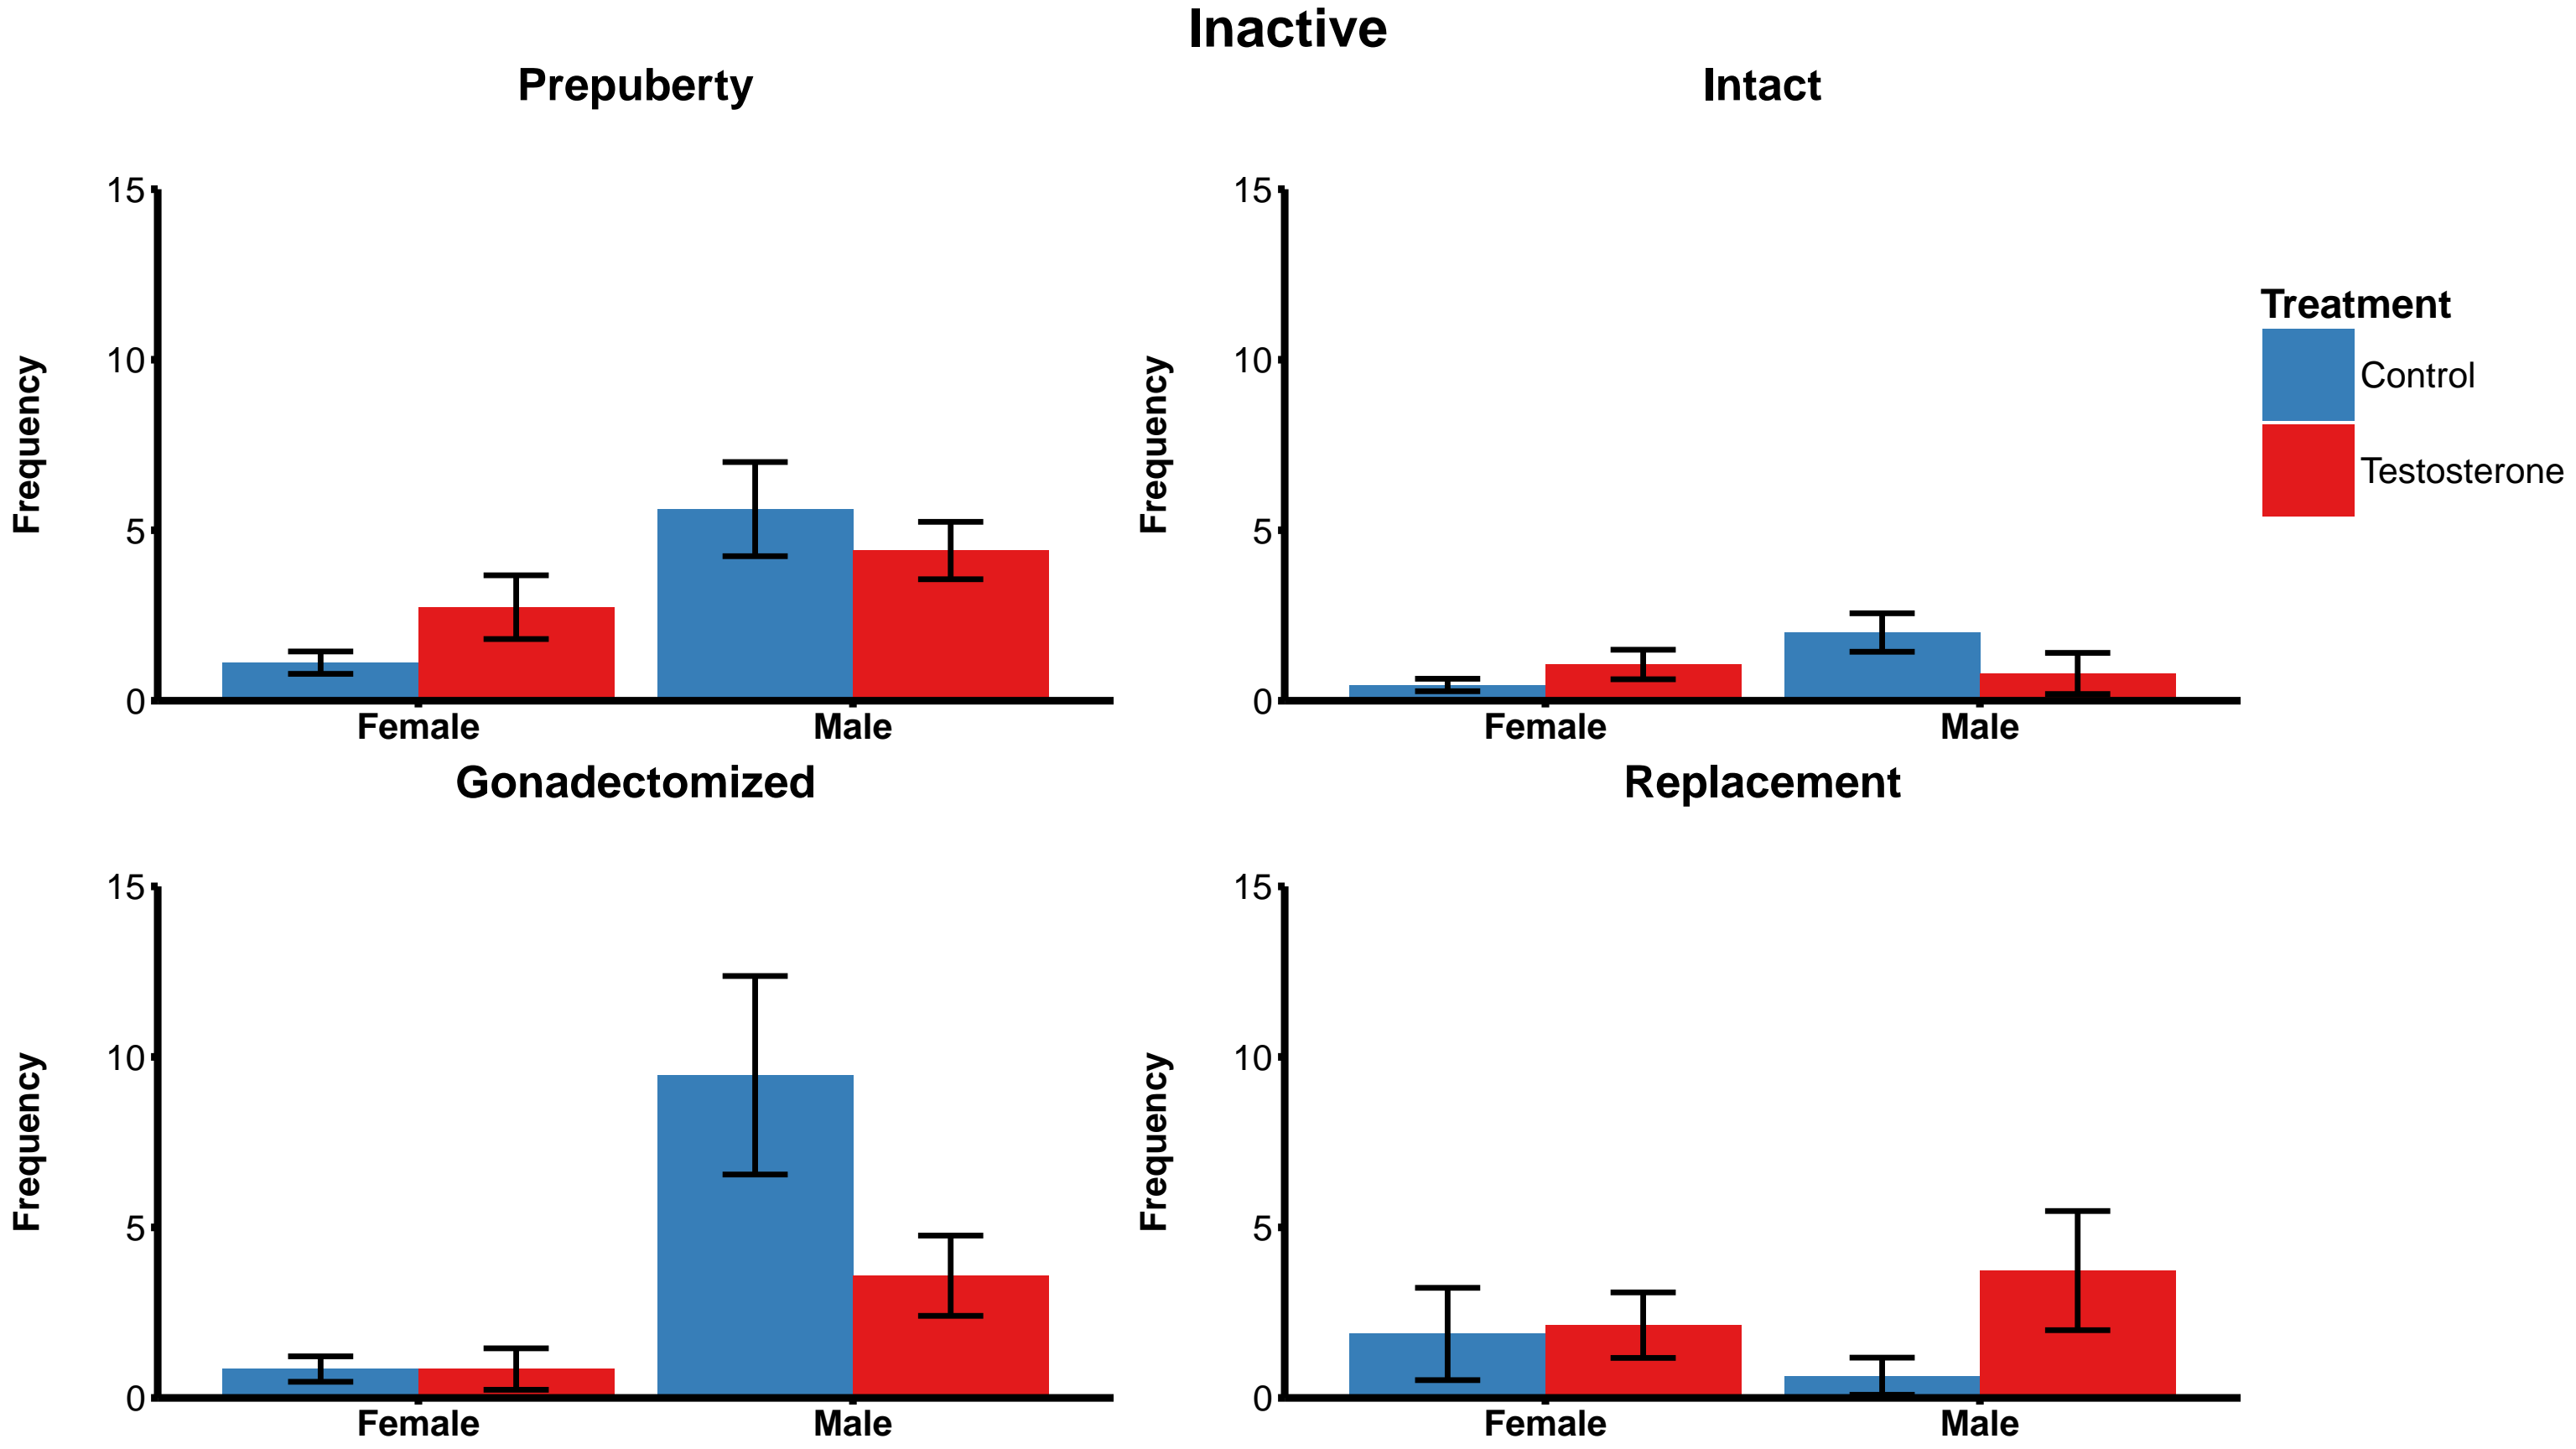 Inactive
Prepuberty
Intact
15
10
5
0
Frequency
Female
Male
15
10
5
0
Frequency
Female
Male
Treatment
Control
Testosterone
Gonadectomized
Replacement
15
10
5
0
Frequency
Female
Male
15
10
5
0
Frequency
Female
Male